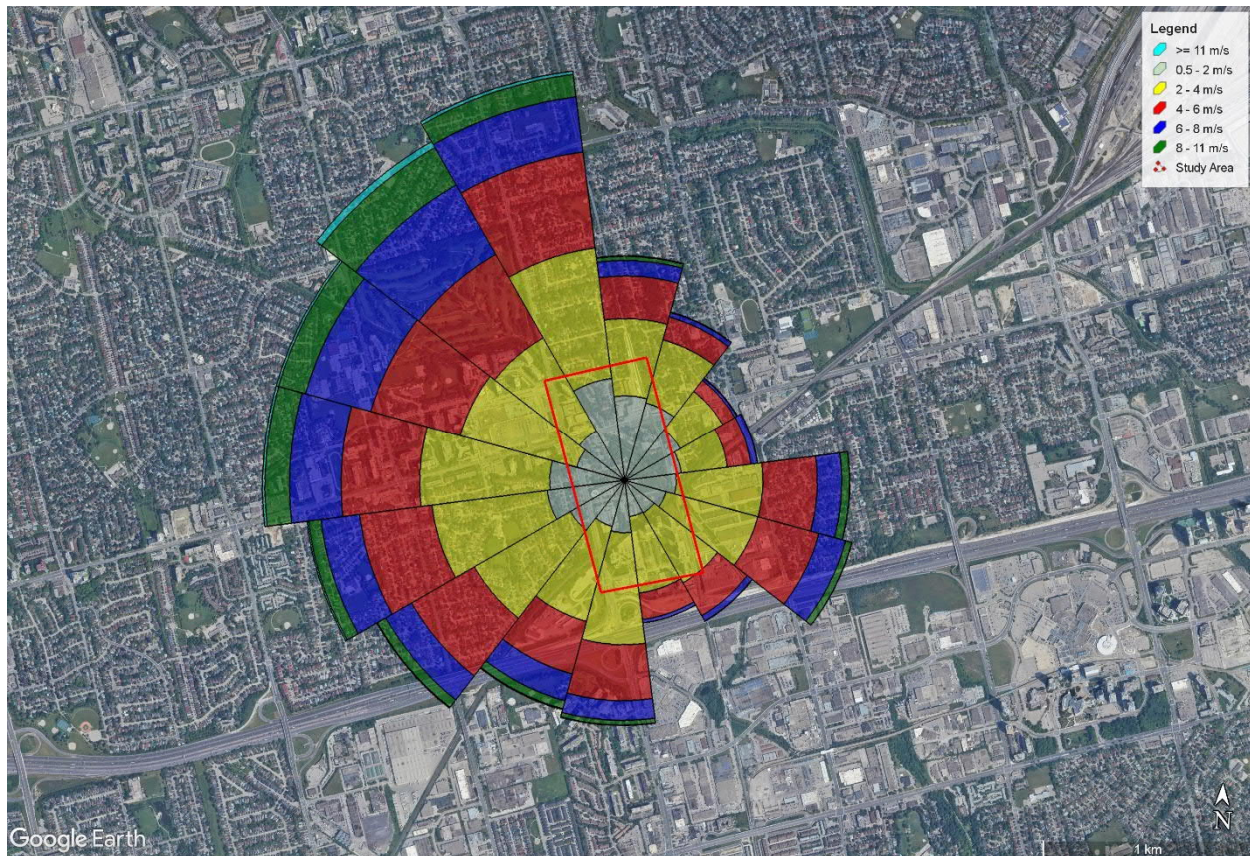 Legend
>= 11 m/s
0.5 - 2 m/s
2 - 4 m/s
4 - 6 m/s
6 - 8 m/s
8 - 11 m/s
Study Area
N
Google Earth
1 km